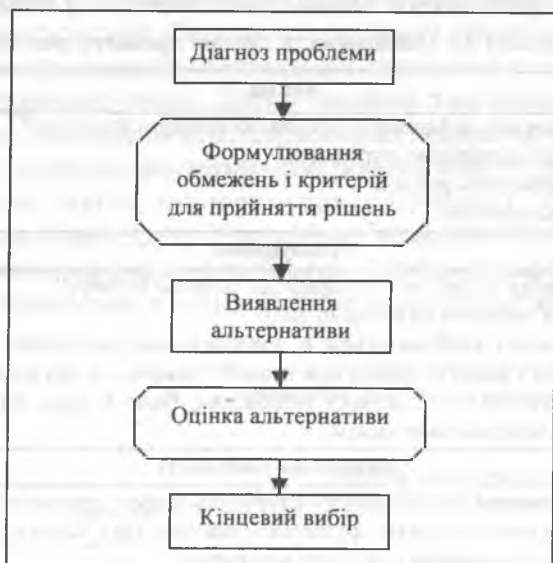 Діагноз проблеми
Формулювання
обмежень і критерій
для прийняття рішень
Виявлення
альтернативи
Оцінка альтернативи
Кінцевий вибір